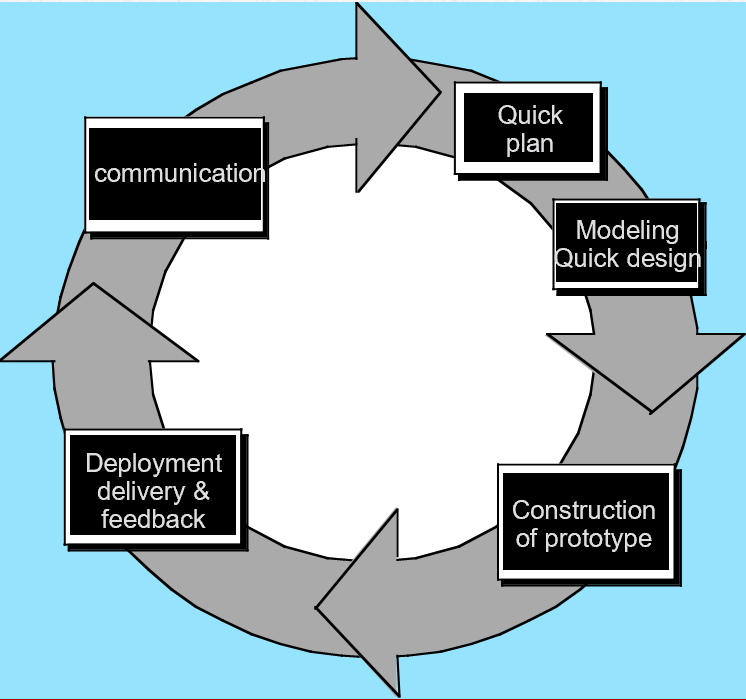 Quick
plan
communication
Modeling
Quick design
Deployment
delivery &
feedback
Construction
of prototype